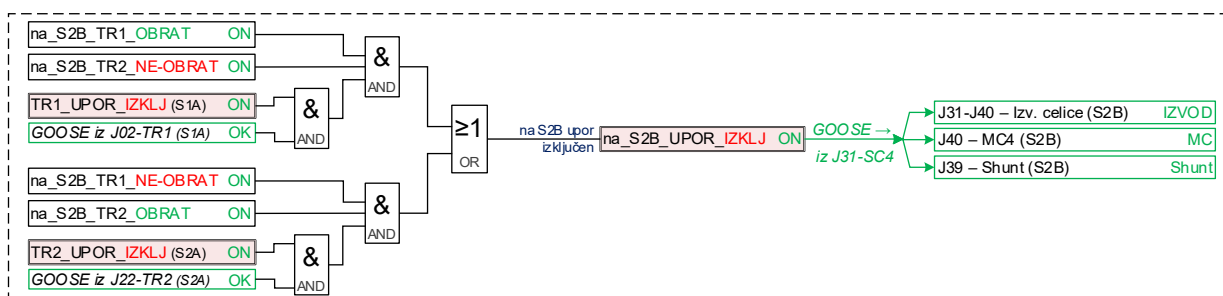 na_S2B_TR1_OBRAT ON
na_S2B_TR2_NE-OBRAT ON
&
AND
TR1_UPOR_IZKLJ (S1A) ON
GOOSE iz J02-TR1 (S1A) OK
&
AND
≥1
OR
na_S2B_TR1_NE-OBRAT ON
na_S2B_TR2_OBRAT ON
&
AND
TR2_UPOR_IZKLJ (S2A) ON
GOOSE iz J22-TR2 (S2A) OK
&
AND
na S2B upor
izključen
na_S2B_UPOR_IZKLJ ON
GOOSE →
iz J31-SC4
J31-J40 – Izv. celice (S2B) IZVOD
J40 – MC4 (S2B) MC
J39 – Shunt (S2B) Shunt